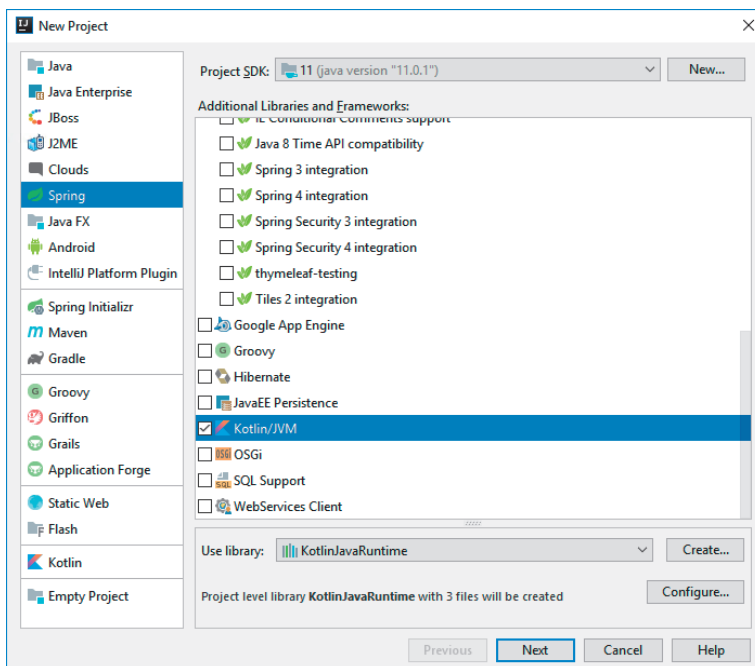 New Project
Java
Java Enterprise
JBoss
J2ME
Clouds
Spring
Java FX
Android
IntelliJ Platform Plugin
Spring Initializr
Maven
Gradle
Groovy
Griffon
Grails
Application Forge
Static Web
Flash
Kotlin
Empty Project
Project SDK: 11 (java version "11.0.1") New...
Additional Libraries and Frameworks:
IE Conditional Comments support
Java 8 Time API compatibility
Spring 3 integration
Spring 4 integration
Spring Security 3 integration
Spring Security 4 integration
thymeleaf-testing
Tiles 2 integration
Google App Engine
Groovy
Hibernate
JavaEE Persistence
Kotlin/JVM
OSGi
SQL Support
WebServices Client
Use library: KotlinJavaRuntime Create...
Project level library KotlinJavaRuntime with 3 files will be created Configure...
Previous Next Cancel Help